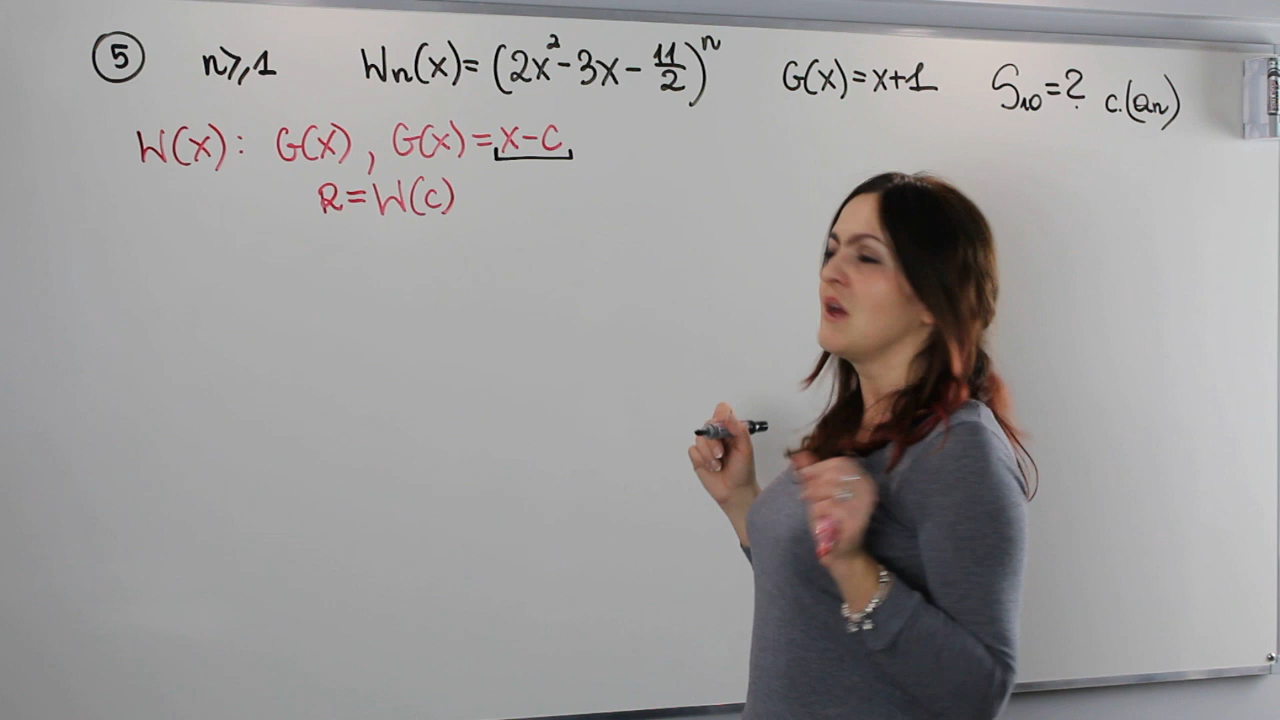 5 n⩾1 Wn(x)=(2x²-3x-11/2)ⁿ G(x)=x+1 S₁₀=? c.(an)
W(x): G(x), G(x)=x-c
R=W(c)